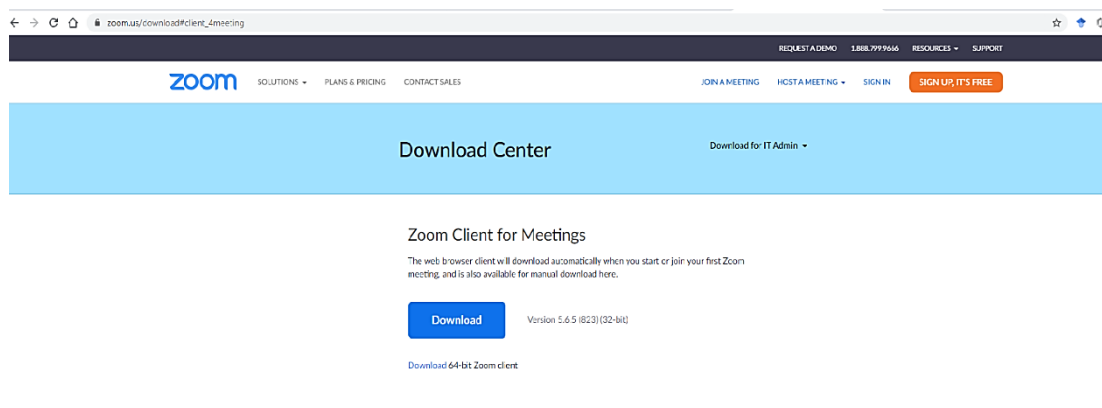 zoom.us/download#client_4meeting
REQUEST A DEMO 1.888.799.9666 RESOURCES SUPPORT
zoom SOLUTIONS PLANS & PRICING CONTACT SALES JOIN A MEETING HOST A MEETING SIGN IN SIGN UP, IT'S FREE
Download Center Download for IT Admin
Zoom Client for Meetings
The web browser client will download automatically when you start or join your first Zoom
meeting, and is also available for manual download here.
Download Version 5.6.5 (823) (32-bit)
Download 64-bit Zoom client